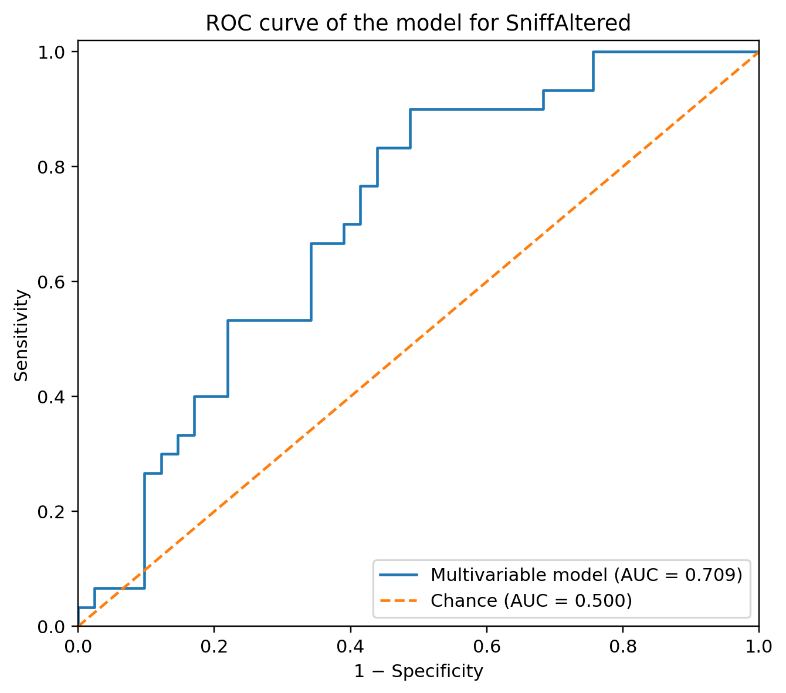 ROC curve of the model for SniffAltered
1.0
0.8
0.6
0.4
0.2
0.0
Sensitivity
Multivariable model (AUC = 0.709)
Chance (AUC = 0.500)
0.0 0.2 0.4 0.6 0.8 1.0
1 − Specificity